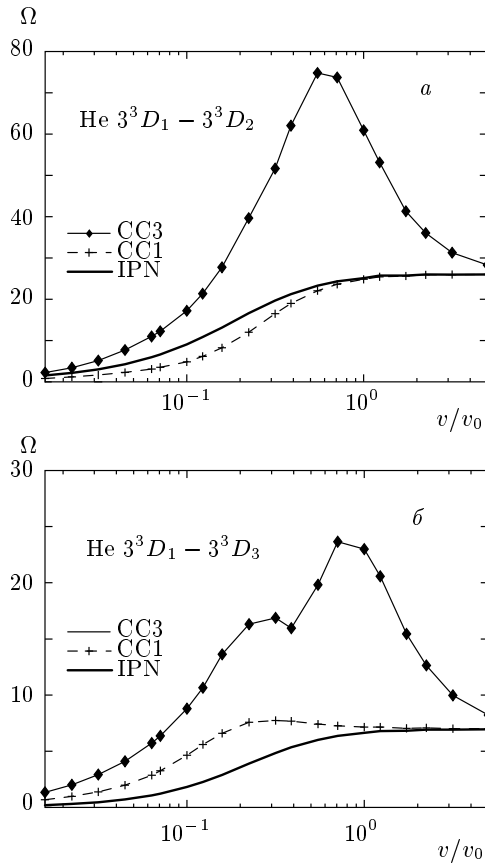 Ω
80
a
He 3³D₁ – 3³D₂
60
40
CC3
CC1
IPN
20
0
10⁻¹
10⁰
v/v₀
Ω
30
б
He 3³D₁ – 3³D₃
20
CC3
CC1
IPN
10
0
10⁻¹
10⁰
v/v₀